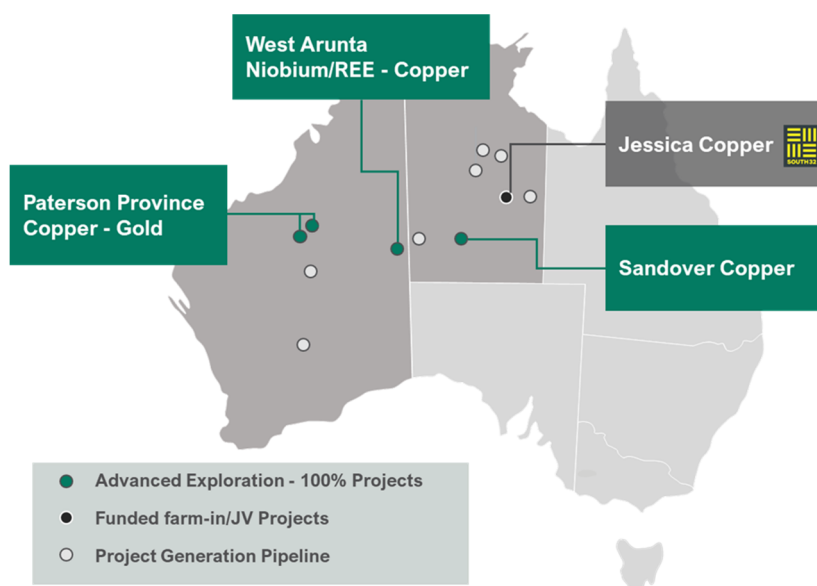 West Arunta
Niobium/REE - Copper
Jessica Copper
SOUTH32
Paterson Province
Copper - Gold
Sandover Copper
Advanced Exploration - 100% Projects
Funded farm-in/JV Projects
Project Generation Pipeline